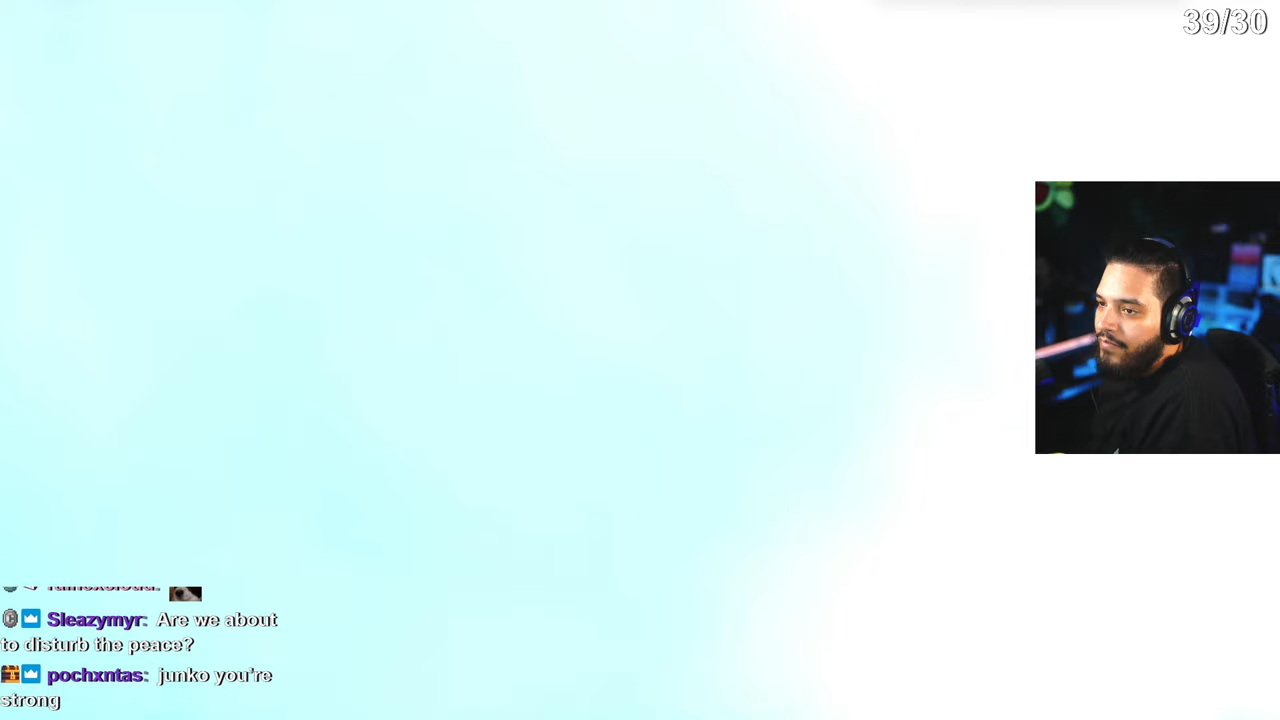 39/30
Sleazymyr: Are we about
to disturb the peace?
pochxntas: junko you're
strong